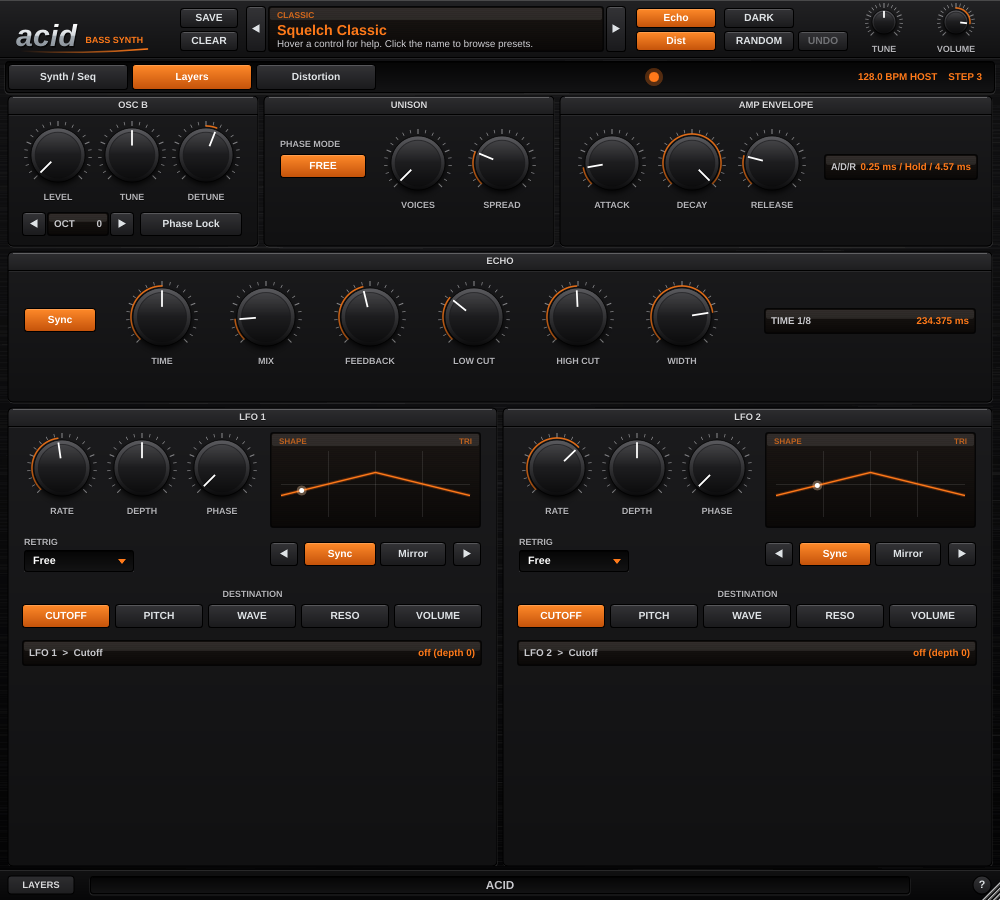 acid BASS SYNTH
SAVE
CLEAR
CLASSIC
Squelch Classic
Hover a control for help. Click the name to browse presets.
Echo
Dist
DARK
RANDOM UNDO
TUNE VOLUME
Synth / Seq Layers Distortion 128.0 BPM HOST STEP 3
OSC B
LEVEL TUNE DETUNE
OCT 0 Phase Lock
UNISON
PHASE MODE
FREE
VOICES SPREAD
AMP ENVELOPE
ATTACK DECAY RELEASE
A/D/R 0.25 ms / Hold / 4.57 ms
ECHO
Sync
TIME MIX FEEDBACK LOW CUT HIGH CUT WIDTH
TIME 1/8 234.375 ms
LFO 1
RATE DEPTH PHASE
SHAPE TRI
RETRIG
Free
Sync Mirror
DESTINATION
CUTOFF PITCH WAVE RESO VOLUME
LFO 1 > Cutoff off (depth 0)
LFO 2
RATE DEPTH PHASE
SHAPE TRI
RETRIG
Free
Sync Mirror
DESTINATION
CUTOFF PITCH WAVE RESO VOLUME
LFO 2 > Cutoff off (depth 0)
LAYERS ACID ?